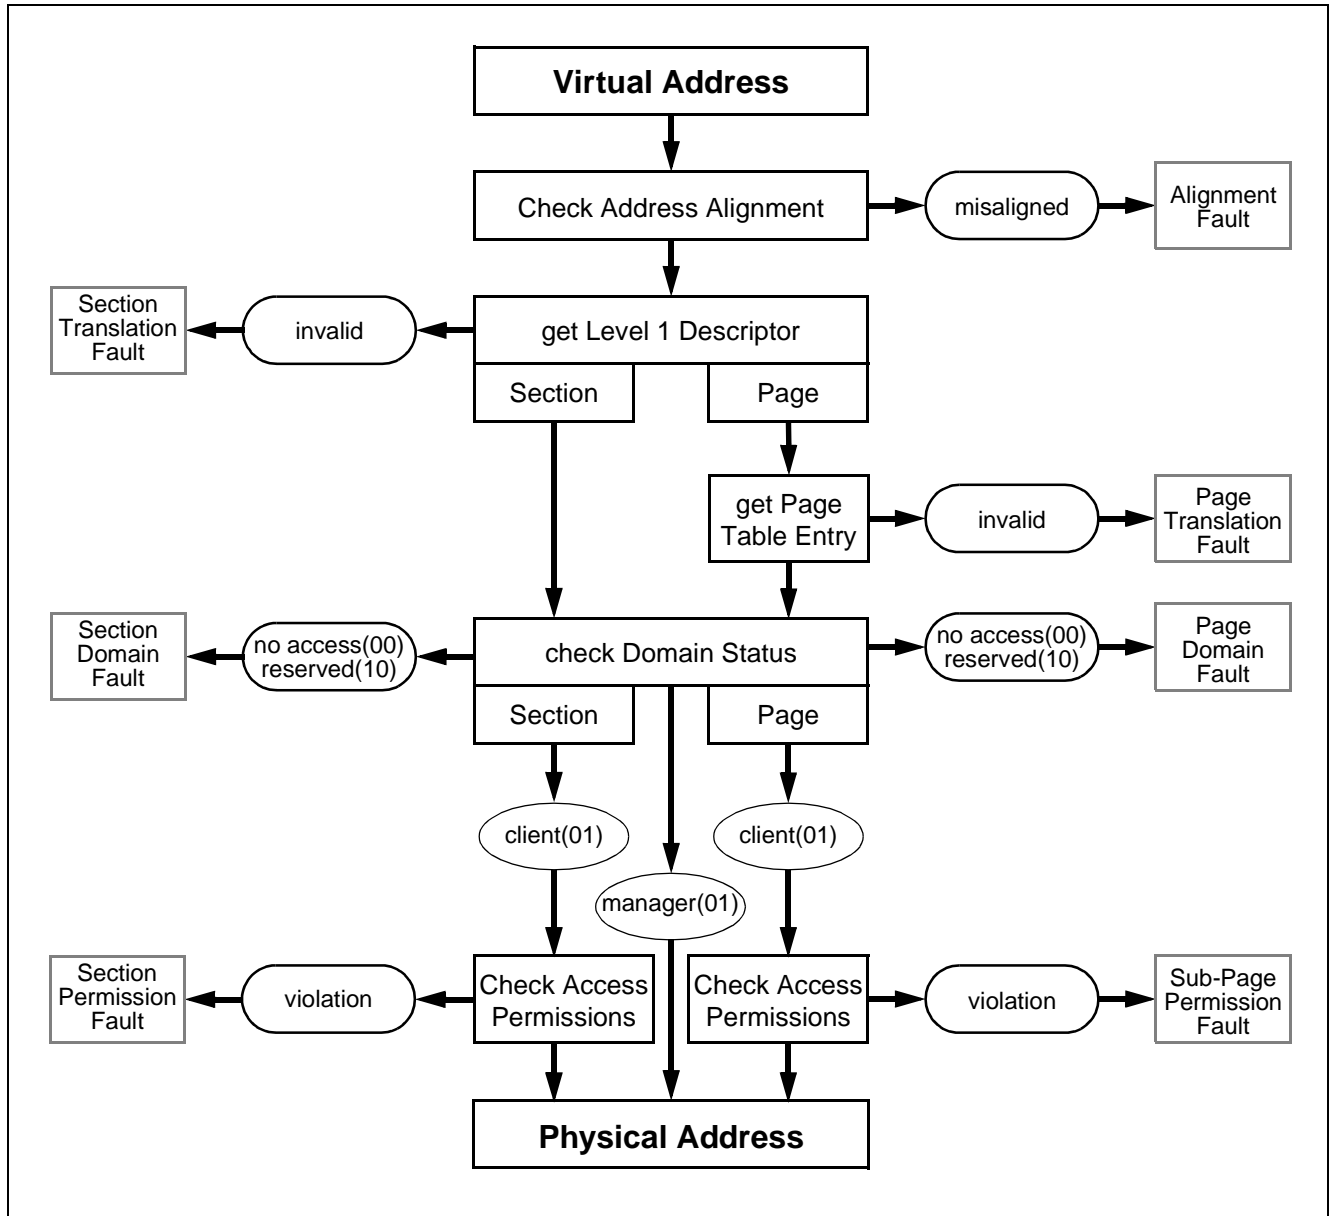 Virtual Address
Check Address Alignment
misaligned
Alignment
Fault
Section
Translation
Fault
invalid
get Level 1 Descriptor
Section
Page
get Page
Table Entry
invalid
Page
Translation
Fault
Section
Domain
Fault
no access(00)
reserved(10)
check Domain Status
no access(00)
reserved(10)
Page
Domain
Fault
Section
Page
client(01)
client(01)
manager(01)
Section
Permission
Fault
violation
Check Access
Permissions
Check Access
Permissions
violation
Sub-Page
Permission
Fault
Physical Address